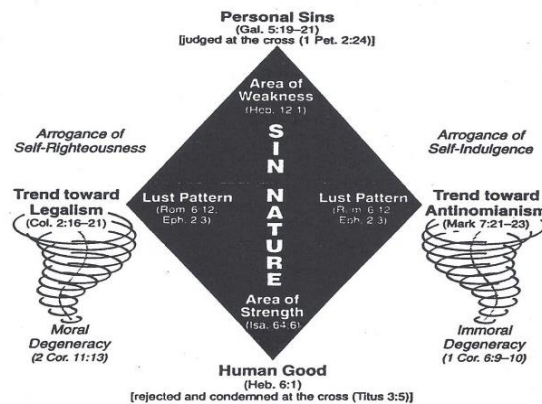 Personal Sins
(Gal. 5:19–21)
[judged at the cross (1 Pet. 2:24)]
Area of
Weakness
(Heb. 12:1)
Arrogance of
Self-Righteousness
Arrogance of
Self-Indulgence
SIN NATURE
Trend toward
Legalism
(Col. 2:16–21)
Lust Pattern
(Rom. 6:12,
Eph. 2:3)
Lust Pattern
(Rom. 6:12,
Eph. 2:3)
Trend toward
Antinomianism
(Mark 7:21–23)
Area of
Strength
(Isa. 64:6)
Moral
Degeneracy
(2 Cor. 11:13)
Immoral
Degeneracy
(1 Cor. 6:9–10)
Human Good
(Heb. 6:1)
[rejected and condemned at the cross (Titus 3:5)]